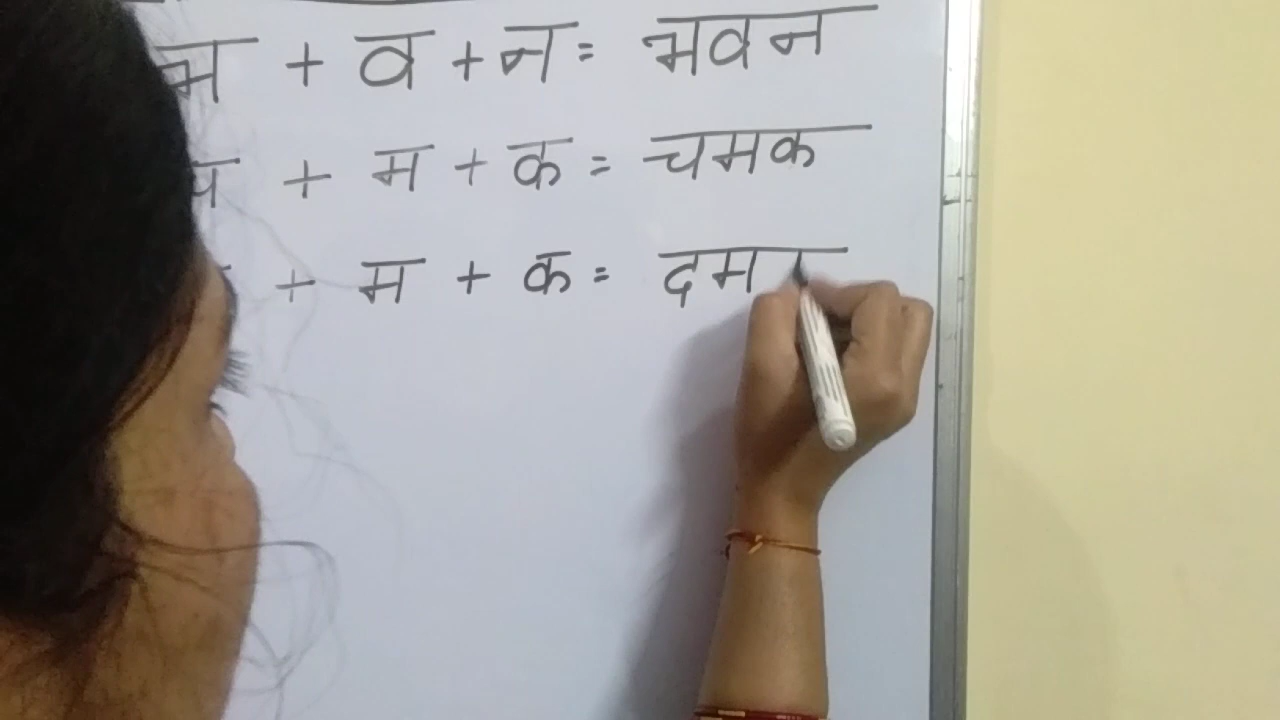 भ + व + न = भवन
च + म + क = चमक
+ म + क = दम